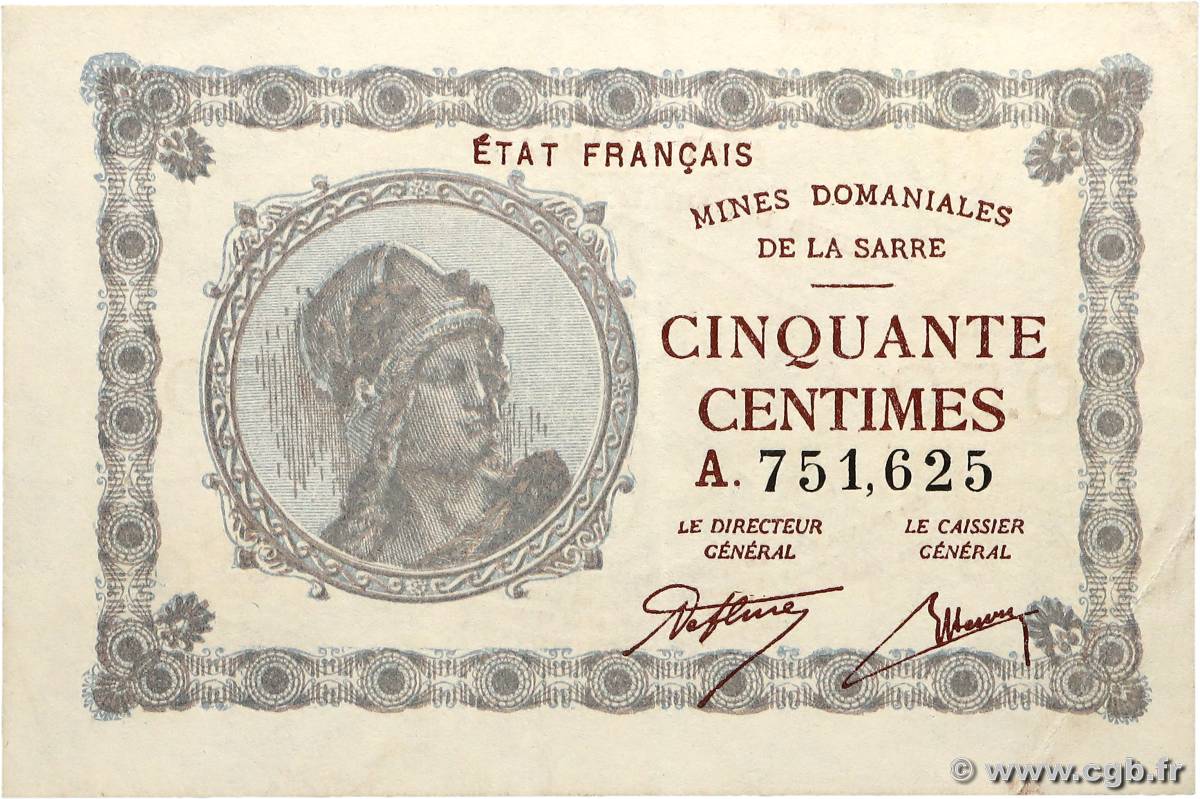 ÉTAT FRANÇAIS
MINES DOMANIALES
DE LA SARRE
CINQUANTE
CENTIMES
A. 751,625
LE DIRECTEUR
GÉNÉRAL
LE CAISSIER
GÉNÉRAL
© www.cgb.fr